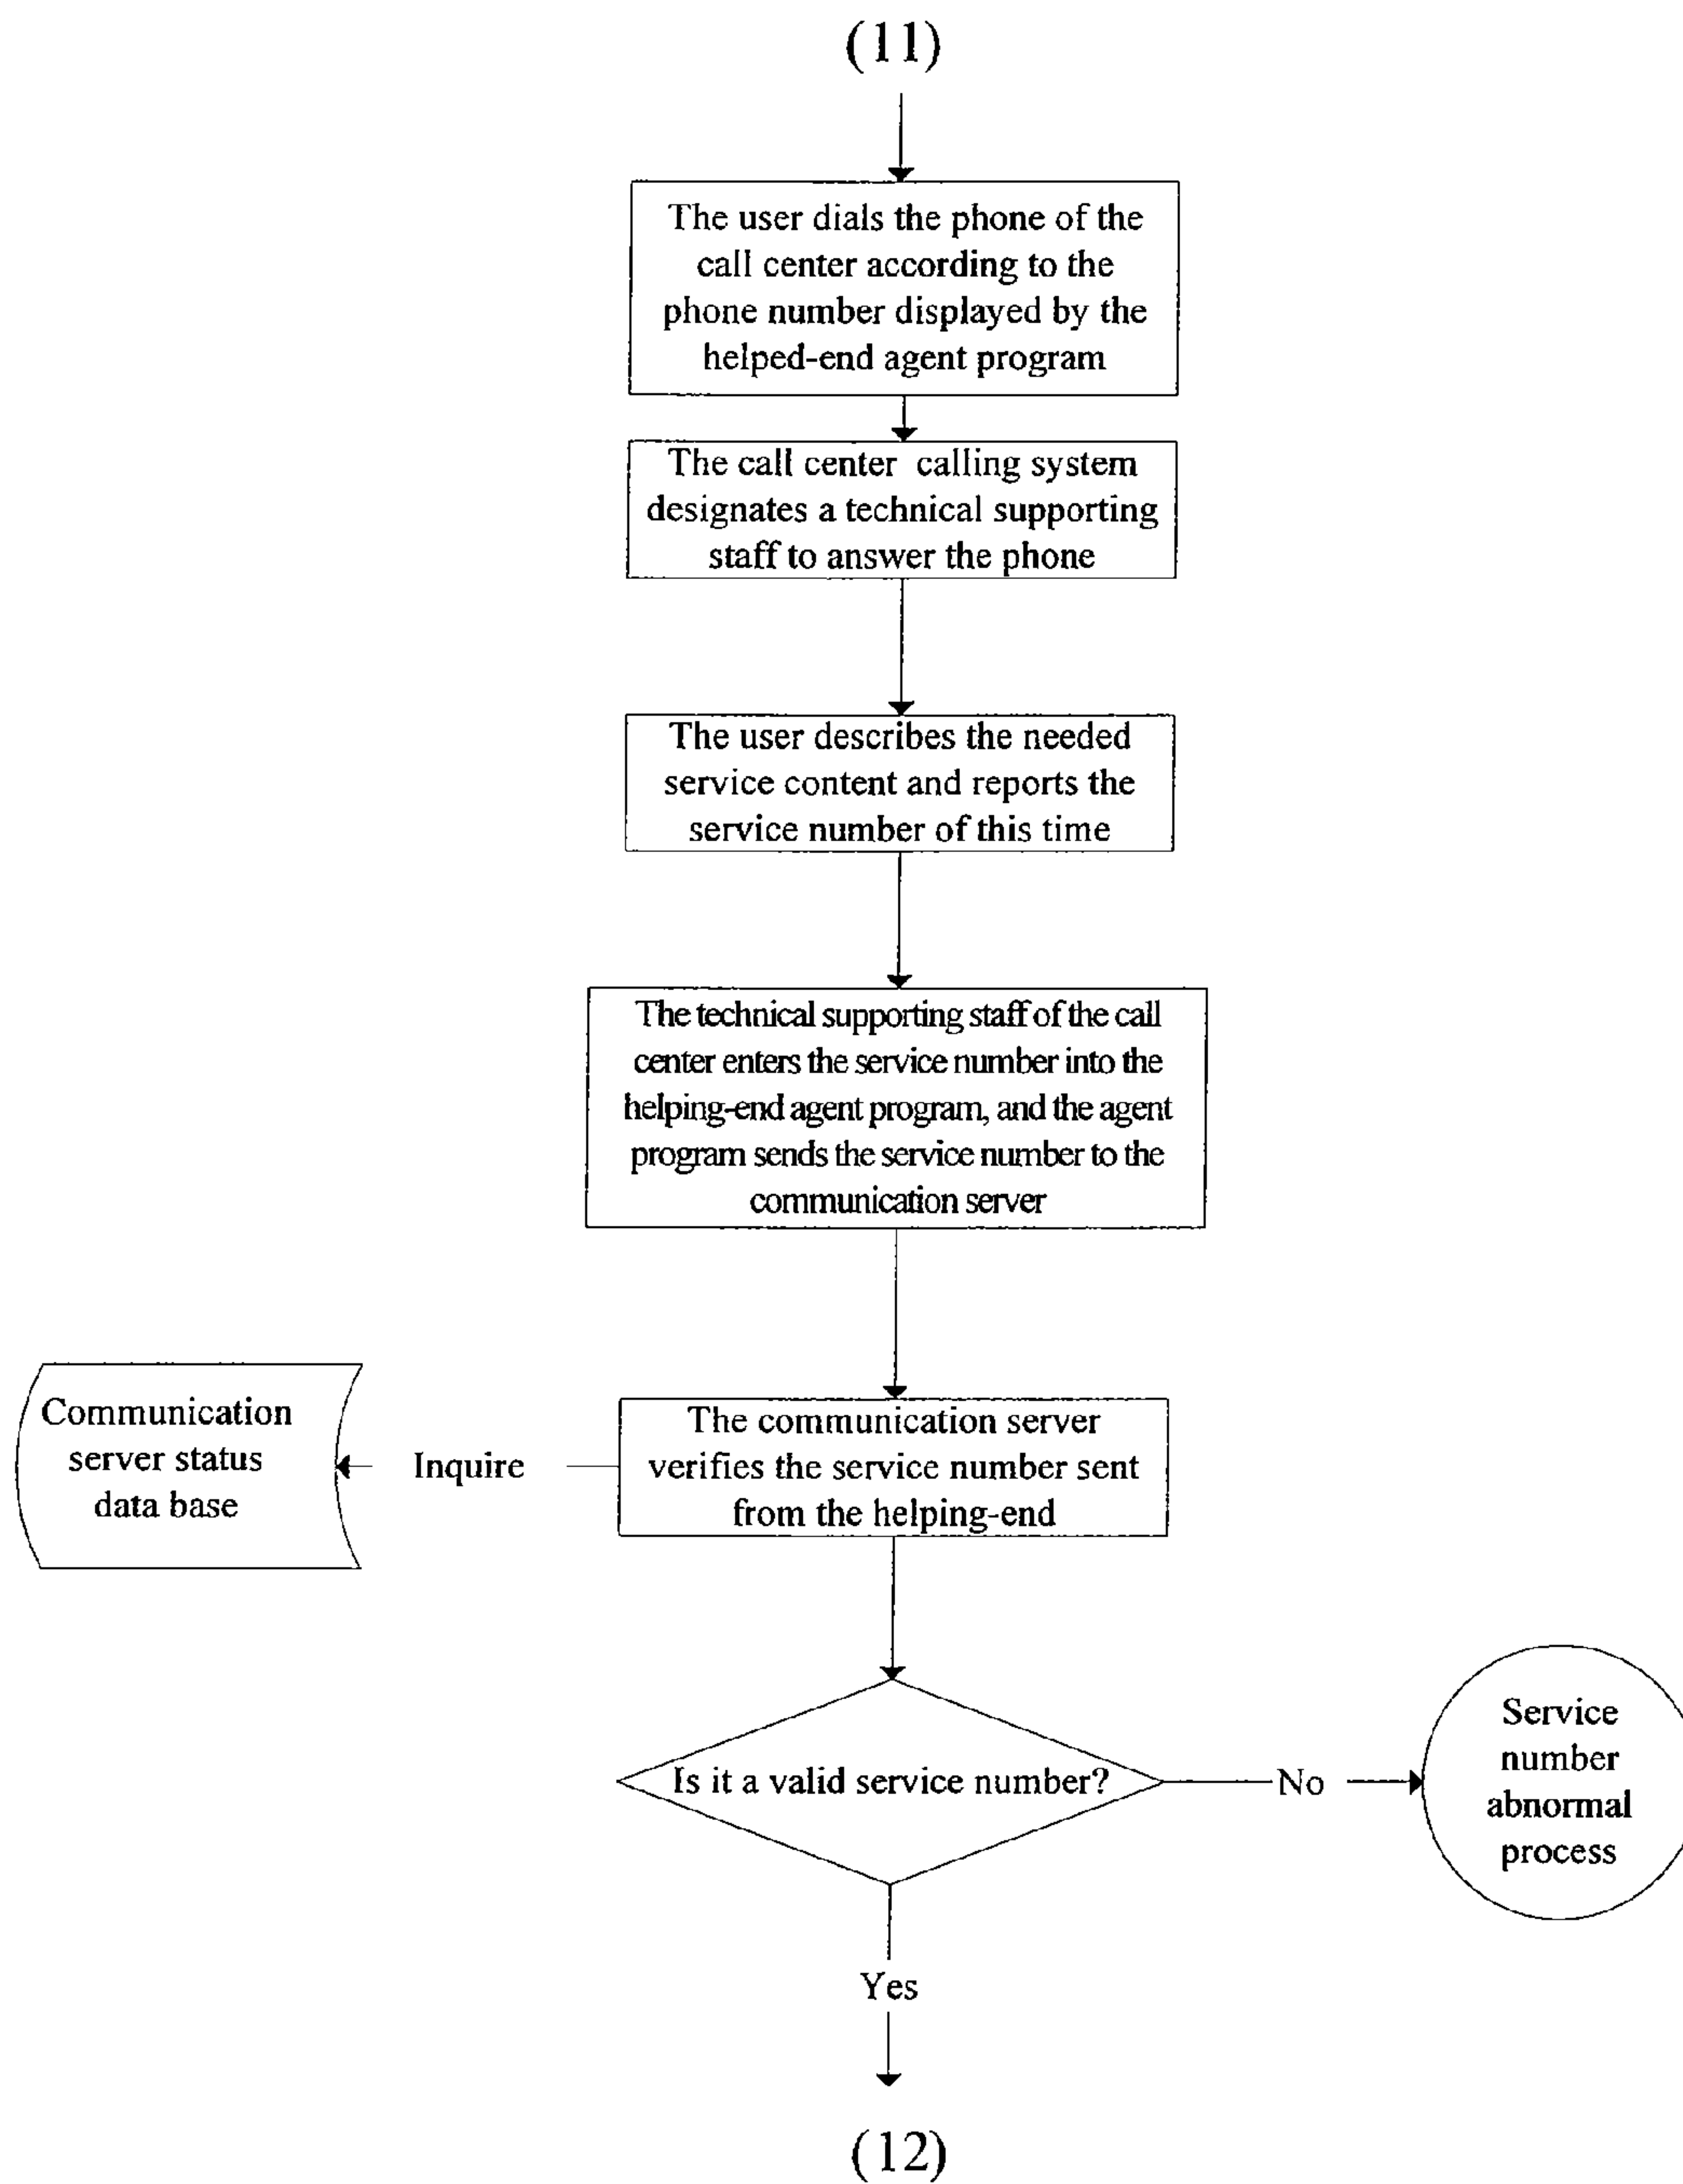 (11)
The user dials the phone of the
call center according to the
phone number displayed by the
helped-end agent program
The call center calling system
designates a technical supporting
staff to answer the phone
The user describes the needed
service content and reports the
service number of this time
The technical supporting staff of the call
center enters the service number into the
helping-end agent program, and the agent
program sends the service number to the
communication server
Communication
server status
data base
Inquire
The communication server
verifies the service number sent
from the helping-end
Is it a valid service number?
No
Service
number
abnormal
process
Yes
(12)